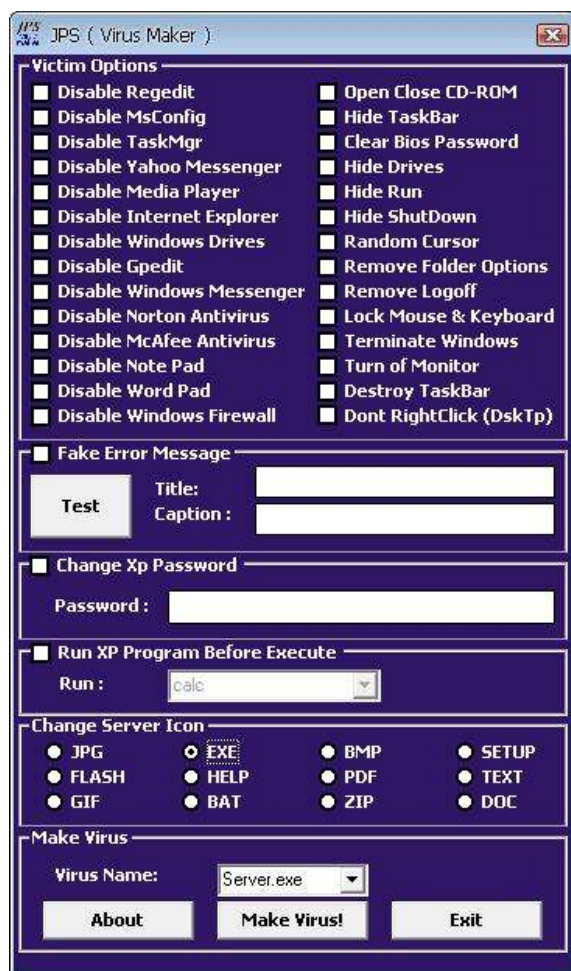 JPS ( Virus Maker )
Victim Options
Disable Regedit
Disable MsConfig
Disable TaskMgr
Disable Yahoo Messenger
Disable Media Player
Disable Internet Explorer
Disable Windows Drives
Disable Gpedit
Disable Windows Messenger
Disable Norton Antivirus
Disable McAfee Antivirus
Disable Note Pad
Disable Word Pad
Disable Windows Firewall
Open Close CD-ROM
Hide TaskBar
Clear Bios Password
Hide Drives
Hide Run
Hide ShutDown
Random Cursor
Remove Folder Options
Remove Logoff
Lock Mouse & Keyboard
Terminate Windows
Turn of Monitor
Destroy TaskBar
Dont RightClick (DskTp)
Fake Error Message
Test
Title:
Caption :
Change Xp Password
Password :
Run XP Program Before Execute
Run :
calc
Change Server Icon
JPG
EXE
BMP
SETUP
FLASH
HELP
PDF
TEXT
GIF
BAT
ZIP
DOC
Make Virus
Virus Name:
Server.exe
About
Make Virus!
Exit